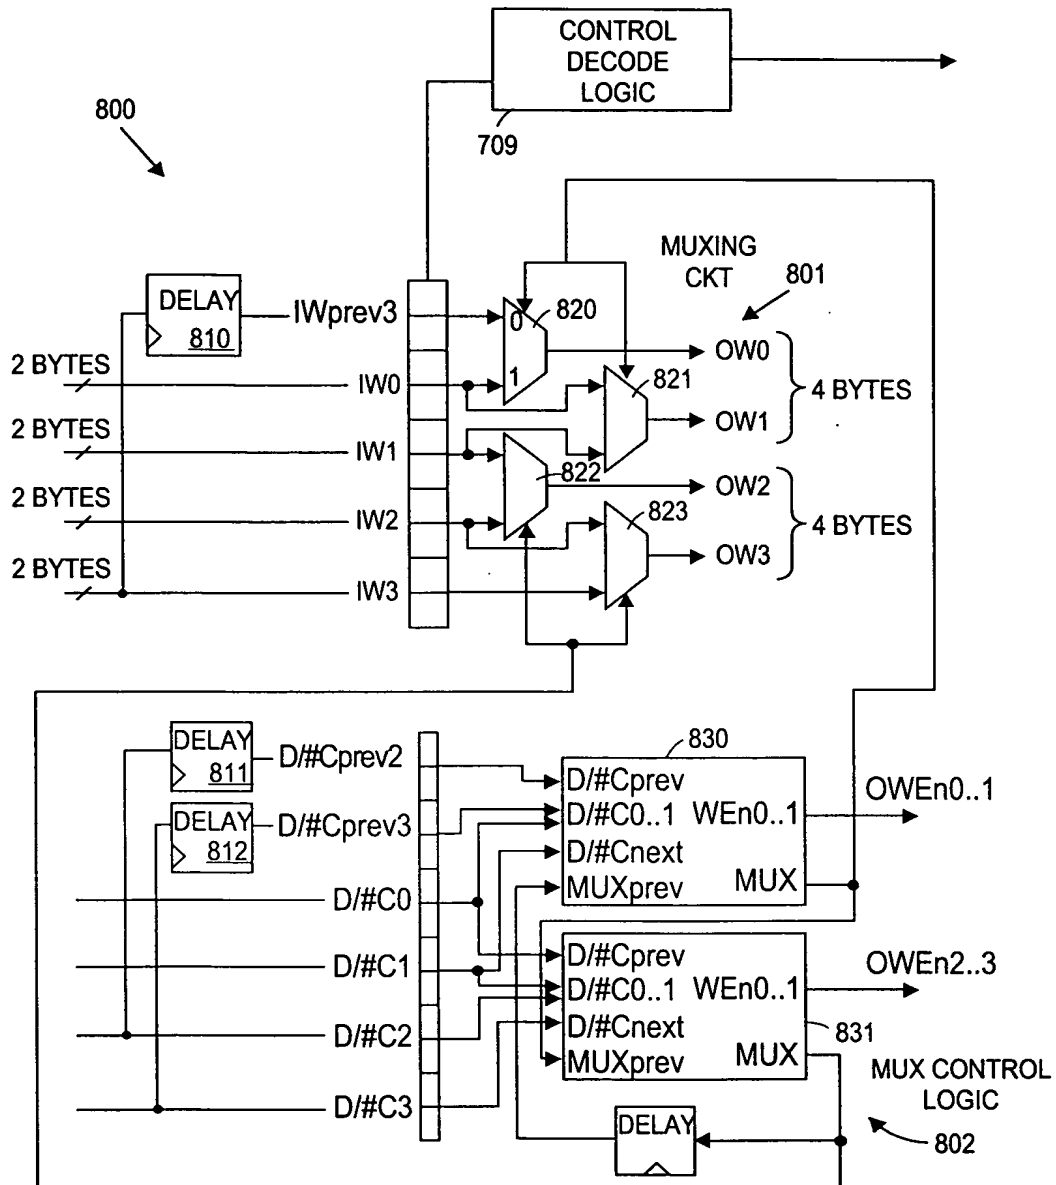 CONTROL
DECODE
LOGIC
709
800
MUXING
CKT
801
DELAY
810
IWprev3
0
820
1
OW0
2 BYTES
IW0
821
4 BYTES
OW1
2 BYTES
IW1
822
OW2
2 BYTES
IW2
823
4 BYTES
OW3
2 BYTES
IW3
DELAY
811
D/#Cprev2
DELAY
812
D/#Cprev3
D/#C0
D/#C1
D/#C2
D/#C3
830
D/#Cprev
D/#C0..1
WEn0..1
D/#Cnext
MUXprev
MUX
OWEn0..1
D/#Cprev
D/#C0..1
WEn0..1
D/#Cnext
MUXprev
MUX
OWEn2..3
831
MUX CONTROL
LOGIC
802
DELAY